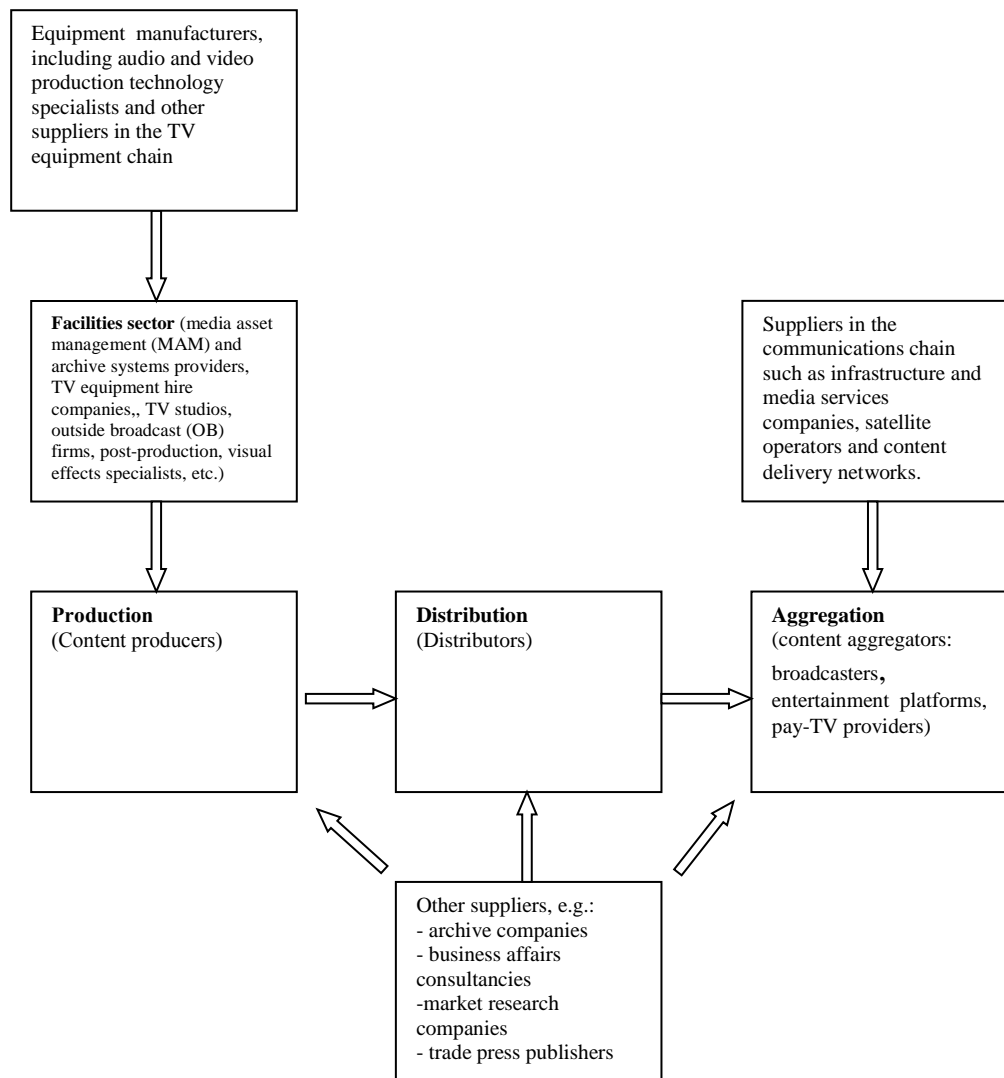 Equipment manufacturers,
including audio and video
production technology
specialists and other
suppliers in the TV
equipment chain
Facilities sector (media asset
management (MAM) and
archive systems providers,
TV equipment hire
companies,, TV studios,
outside broadcast (OB)
firms, post-production, visual
effects specialists, etc.)
Suppliers in the
communications chain
such as infrastructure and
media services
companies, satellite
operators and content
delivery networks.
Production
(Content producers)
Distribution
(Distributors)
Aggregation
(content aggregators:
broadcasters,
entertainment platforms,
pay-TV providers)
Other suppliers, e.g.:
- archive companies
- business affairs
consultancies
-market research
companies
- trade press publishers